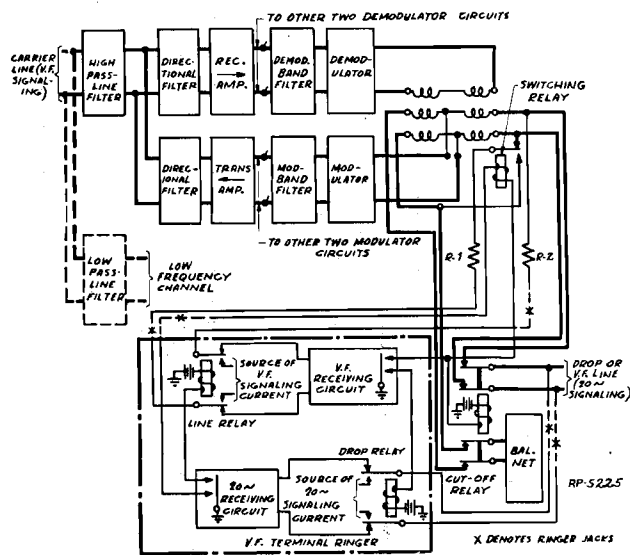 TO OTHER TWO DEMODULATOR CIRCUITS
CARRIER
LINE (V.F.
SIGNAL-
ING)
HIGH
PASS-
LINE
FILTER
DIREC-
TIONAL
FILTER
REC.
AMP.
DEMOD.
BAND
FILTER
DEMOD-
ULATOR
SWITCHING
RELAY
DIREC-
TIONAL
FILTER
TRANS
AMP.
MOD-
BAND
FILTER
MOD-
ULATOR
TO OTHER TWO MODULATOR
CIRCUITS
R-1
R-2
LOW
PASS-
LINE
FILTER
LOW
FREQUENCY
CHANNEL
SOURCE OF
V.F.
SIGNALING
CURRENT
V.F.
RECEIVING
CIRCUIT
LINE RELAY
DROP OR
V.F. LINE
(20~
SIGNALING)
DROP RELAY
20~
RECEIVING
CIRCUIT
SOURCE OF
20~
SIGNALING
CURRENT
BAL.
NET
CUT-OFF
RELAY
RP-5225
V.F. TERMINAL RINGER
X DENOTES RINGER JACKS